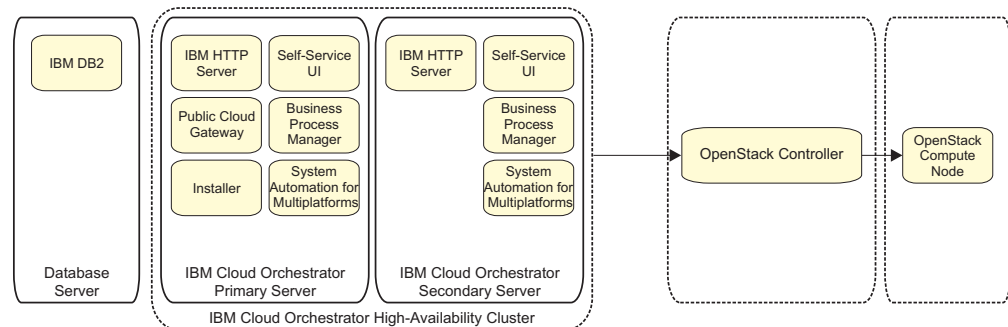 IBM DB2
Database
Server
IBM HTTP
Server
Self-Service
UI
Public Cloud
Gateway
Business
Process
Manager
Installer
System
Automation for
Multiplatforms
IBM Cloud Orchestrator
Primary Server
IBM HTTP
Server
Self-Service
UI
Business
Process
Manager
System
Automation for
Multiplatforms
IBM Cloud Orchestrator
Secondary Server
IBM Cloud Orchestrator High-Availability Cluster
OpenStack Controller
OpenStack
Compute
Node